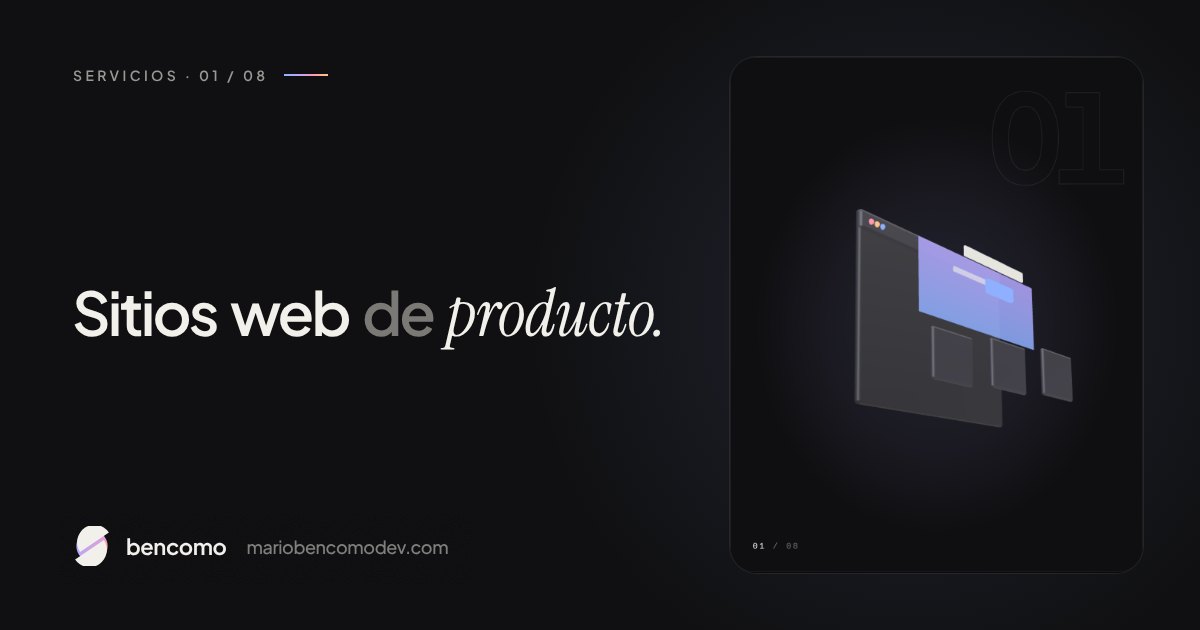 SERVICIOS · 01 / 08
01
Sitios web de producto.
01 / 08
bencomo mariobencomodev.com